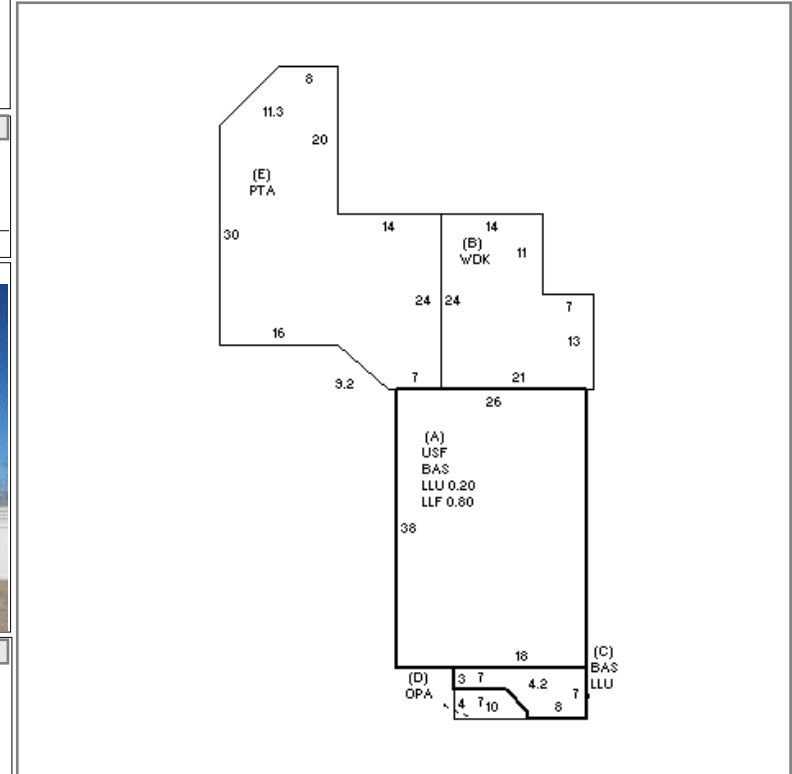 8
11.3
20
(E)
PTA
30
14
14
(B)
WDK
11
24
24
7
13
16
9.2
7
21
26
(A)
USF
BAS
LLU 0.20
LLF 0.80
38
18
(C)
BAS
LLU
(D)
OPA
3
7
4.2
7
4
7
10
8